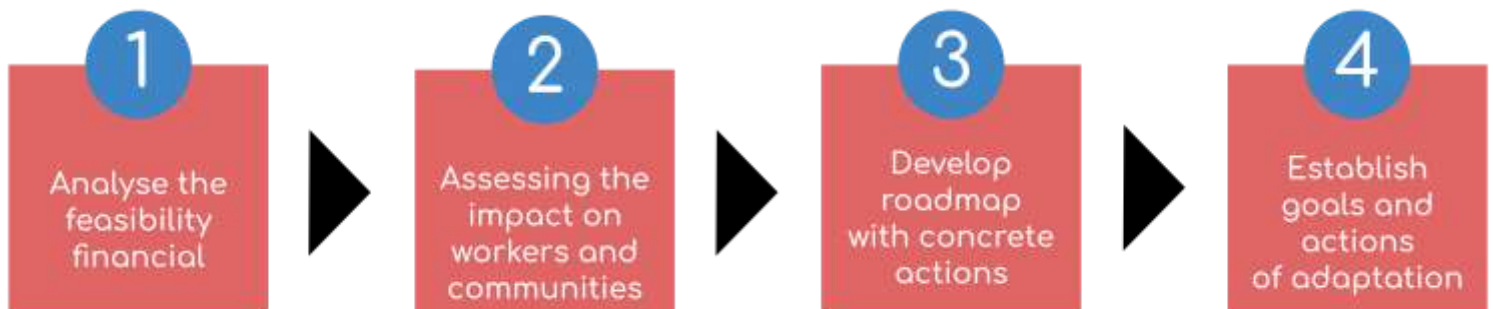 1
Analyse the
feasibility
financial
2
Assessing the
impact on
workers and
communities
3
Develop
roadmap
with concrete
actions
4
Establish
goals and
actions
of adaptation